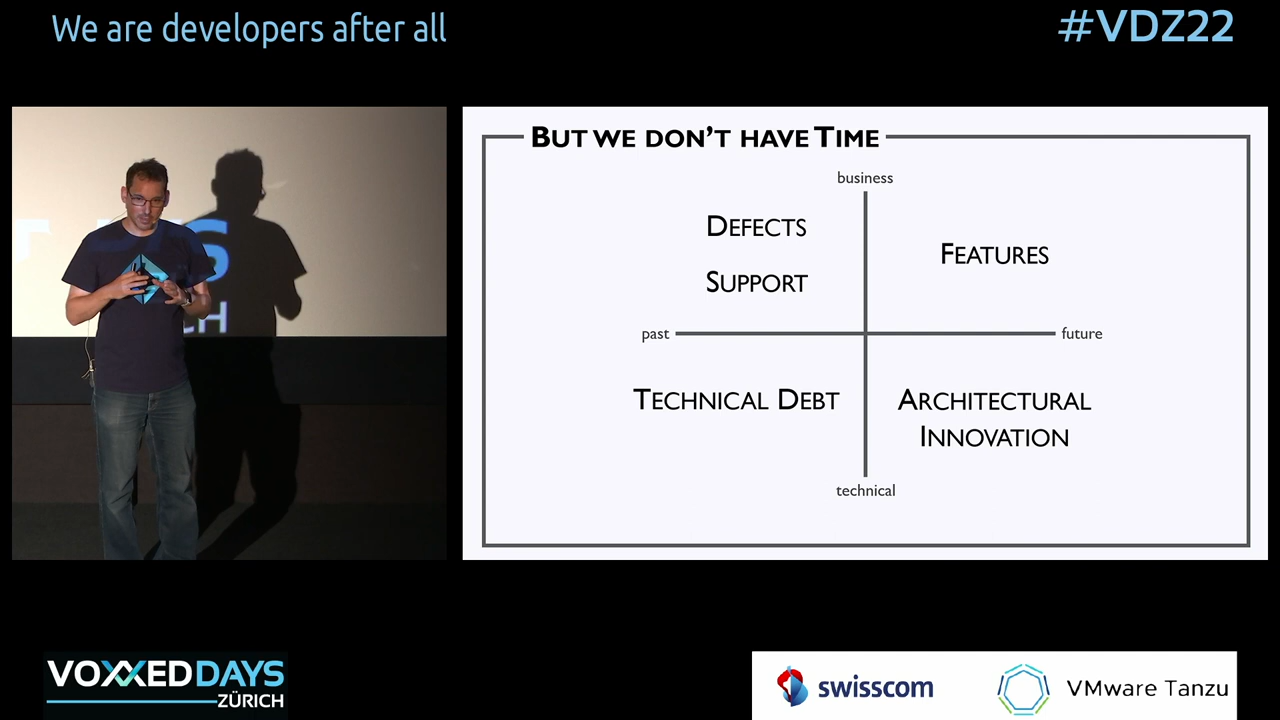 We are developers after all
#VDZ22
BUT WE DON'T HAVE TIME
business
DEFECTS
SUPPORT
FEATURES
past
future
TECHNICAL DEBT
ARCHITECTURAL
INNOVATION
technical
VOXXED DAYS
ZÜRICH
swisscom
VMware Tanzu